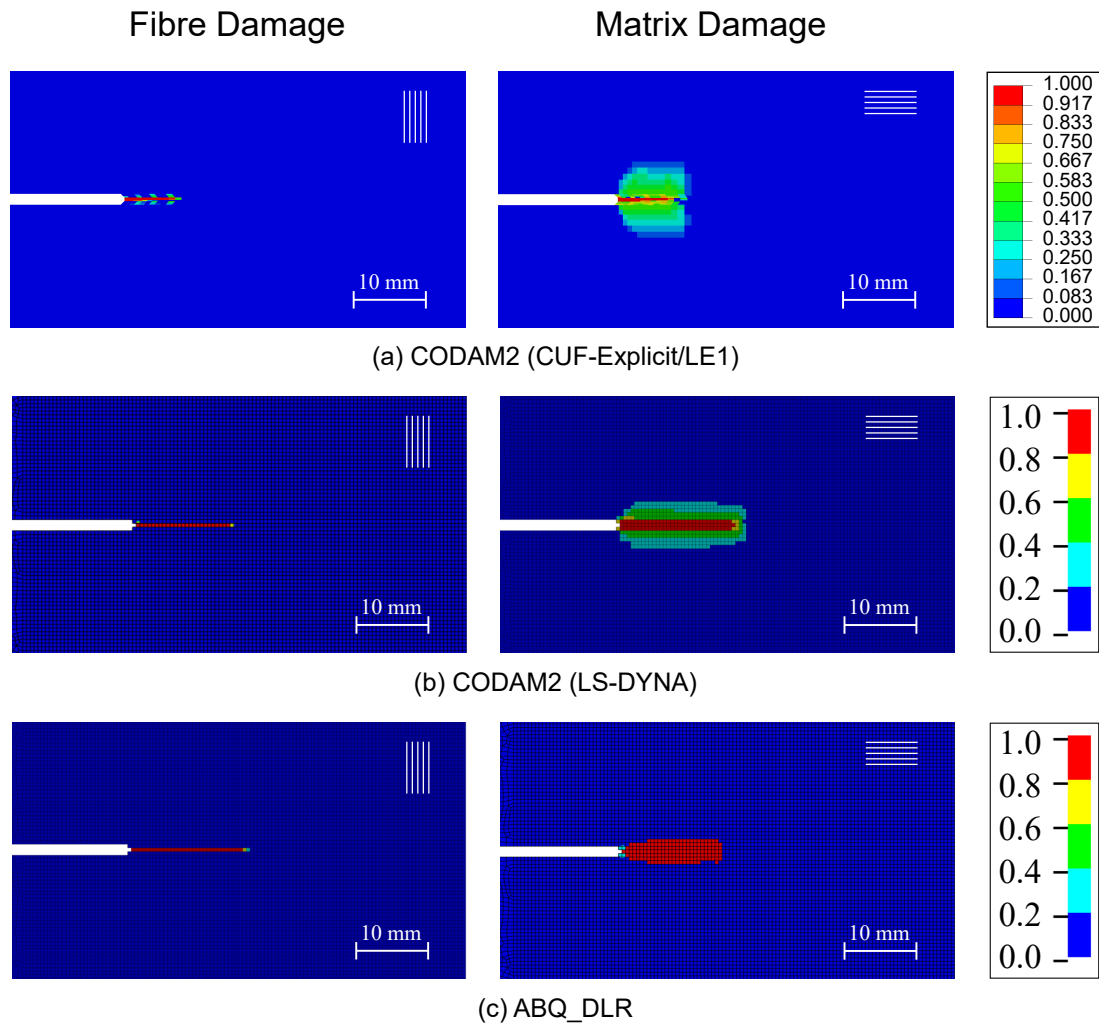 Fibre Damage
Matrix Damage
10 mm
10 mm
1.000
0.917
0.833
0.750
0.667
0.583
0.500
0.417
0.333
0.250
0.167
0.083
0.000
(a) CODAM2 (CUF-Explicit/LE1)
10 mm
10 mm
1.0
0.8
0.6
0.4
0.2
0.0
(b) CODAM2 (LS-DYNA)
10 mm
10 mm
1.0
0.8
0.6
0.4
0.2
0.0
(c) ABQ_DLR